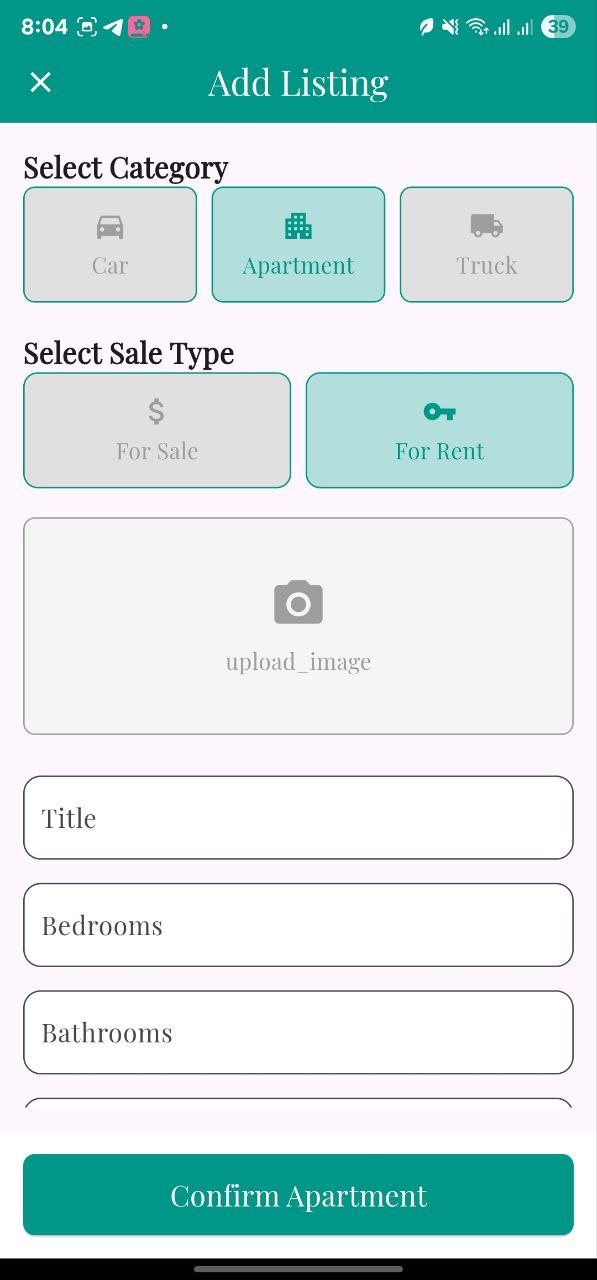 8:04
39
Add Listing
Select Category
Car
Apartment
Truck
Select Sale Type
For Sale
For Rent
upload_image
Title
Bedrooms
Bathrooms
Confirm Apartment